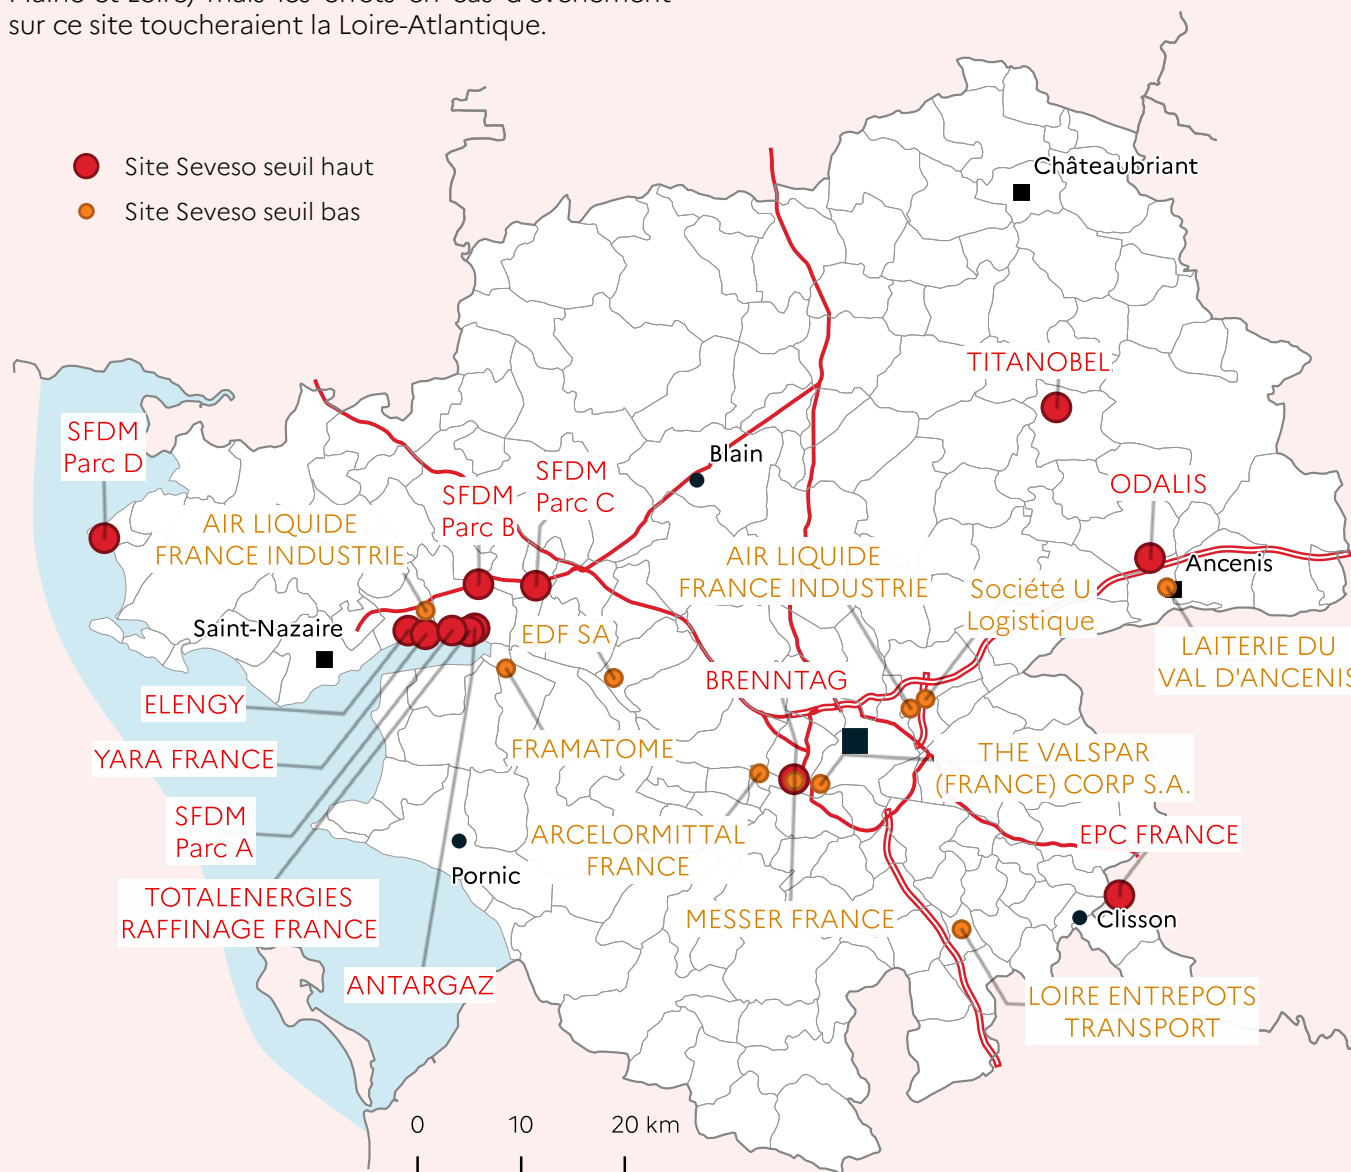 sur ce site toucheraient la Loire-Atlantique.
Site Seveso seuil haut
Site Seveso seuil bas
Châteaubriant
TITANOBEL
SFDM
Parc D
Blain
SFDM
Parc C
SFDM
Parc B
ODALIS
AIR LIQUIDE
FRANCE INDUSTRIE
AIR LIQUIDE
FRANCE INDUSTRIE
Ancenis
Société U
Logistique
Saint-Nazaire
EDF SA
LAITERIE DU
VAL D'ANCENIS
BRENNTAG
ELENGY
YARA FRANCE
FRAMATOME
THE VALSPAR
(FRANCE) CORP S.A.
SFDM
Parc A
ARCELORMITTAL
FRANCE
EPC FRANCE
Pornic
TOTALENERGIES
RAFFINAGE FRANCE
MESSER FRANCE
Clisson
ANTARGAZ
LOIRE ENTREPOTS
TRANSPORT
0 10 20 km